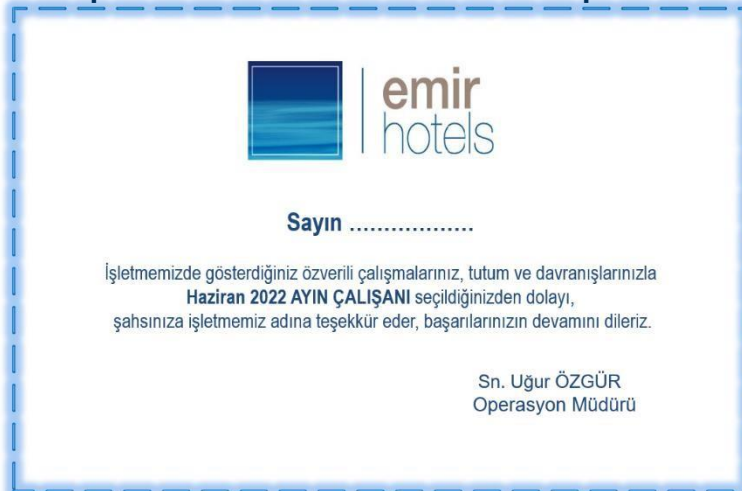 emir
hotels
Sayın ..................
İşletmemizde gösterdiğiniz özverili çalışmalarınız, tutum ve davranışlarınızla
Haziran 2022 AYIN ÇALIŞANI seçildiğinizden dolayı,
şahsınıza işletmemiz adına teşekkür eder, başarılarınızın devamını dileriz.
Sn. Uğur ÖZGÜR
Operasyon Müdürü